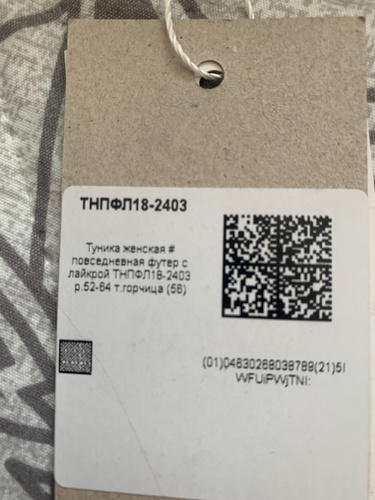 ТНПФЛ18-2403
Туника женская #
повседневная футер с
лайкрой ТНПФЛ18-2403
р.52-64 т.горчица (56)
(01)04630268038789(21)5I
WFUiPWjTNI: